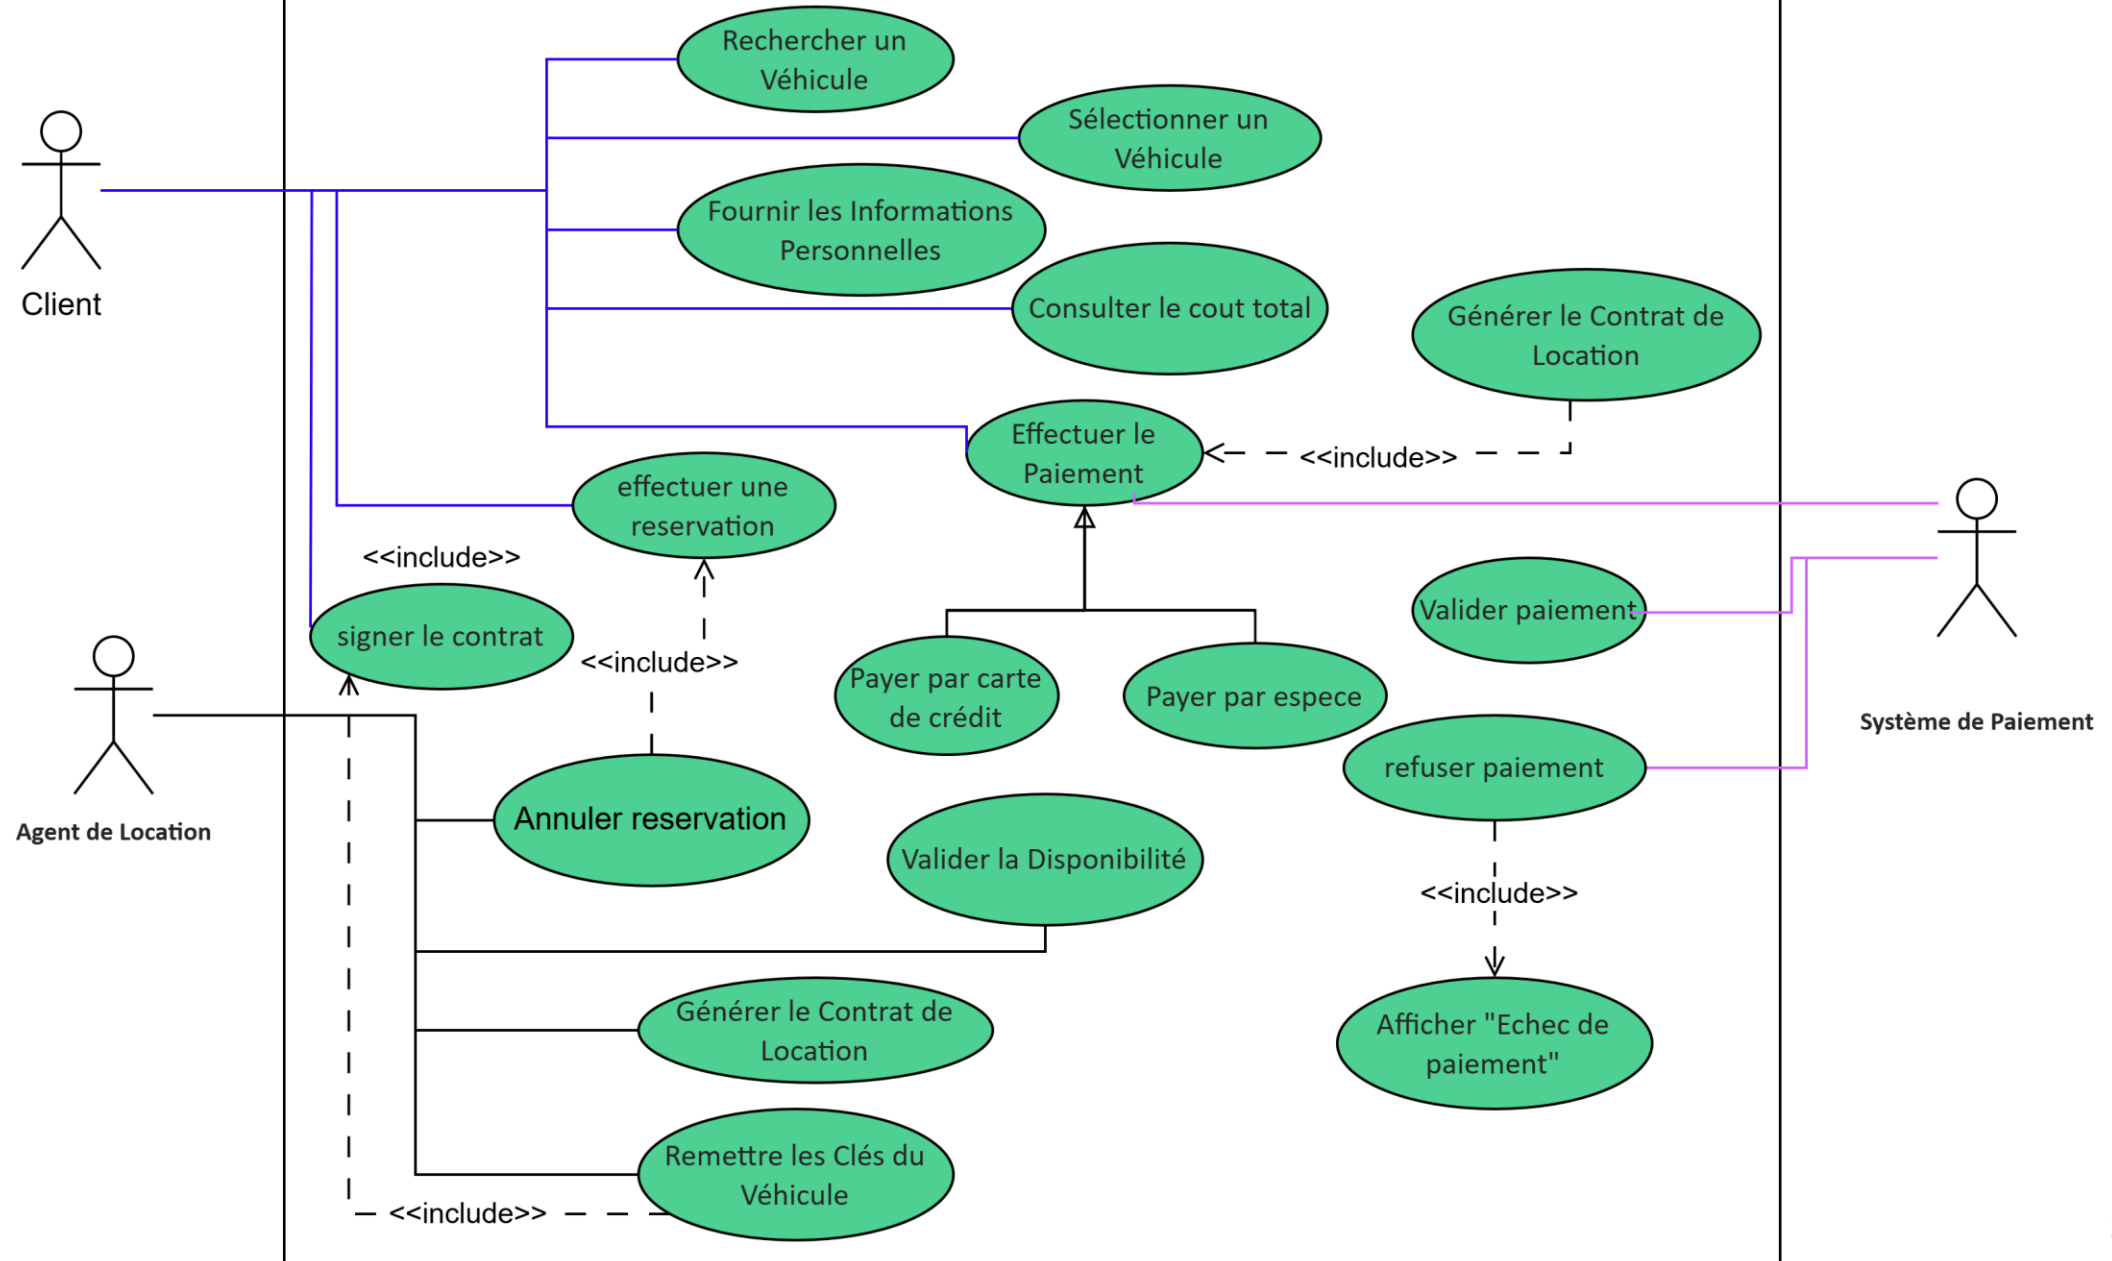 Rechercher un
Véhicule
Sélectionner un
Véhicule
Fournir les Informations
Personnelles
Client
Consulter le cout total
Générer le Contrat de
Location
Effectuer le
Paiement
<<include>>
effectuer une
reservation
<<include>>
signer le contrat
<<include>>
Valider paiement
Payer par carte
de crédit
Payer par espece
Système de Paiement
refuser paiement
Agent de Location
Annuler reservation
Valider la Disponibilité
<<include>>
Générer le Contrat de
Location
Afficher "Echec de
paiement"
Remettre les Clés du
Véhicule
<<include>>